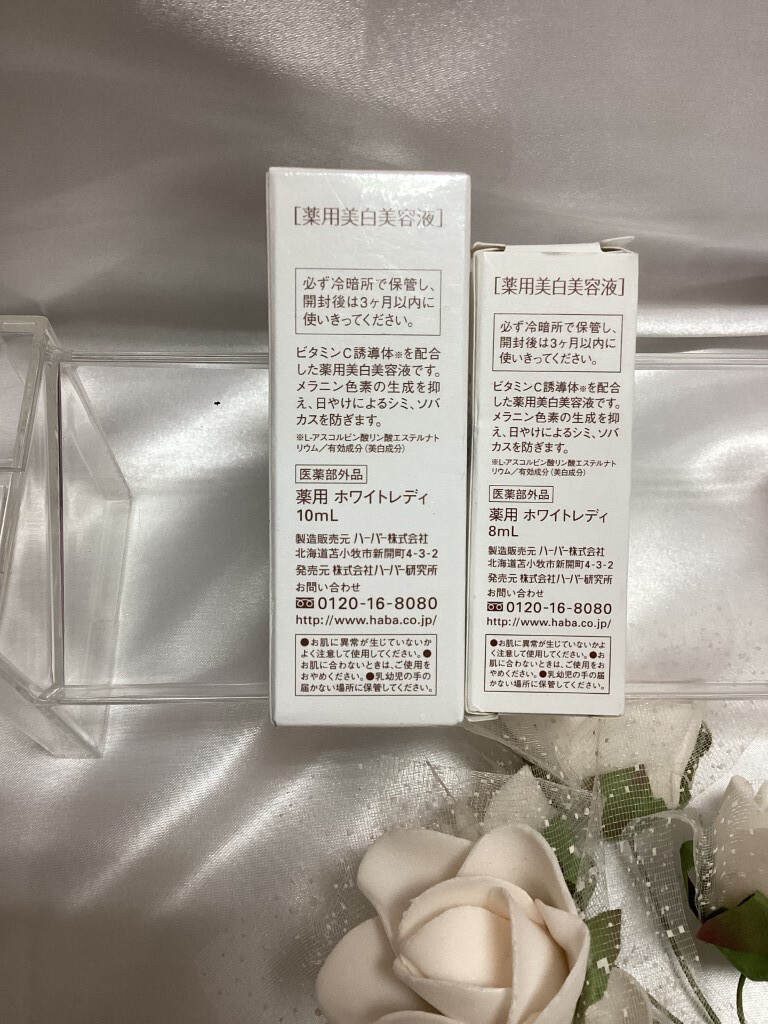 [薬用美白美容液]
必ず冷暗所で保管し、
開封後は3ヶ月以内に
使いきってください。
ビタミンC誘導体※を配合
した薬用美白美容液です。
メラニン色素の生成を抑
え、日やけによるシミ、ソバ
カスを防ぎます。
※L-アスコルビン酸リン酸エステルナト
リウム／有効成分(美白成分)
医薬部外品
薬用 ホワイトレディ
10mL
製造販売元 ハーバー株式会社
北海道苫小牧市新開町4-3-2
発売元 株式会社ハーバー研究所
お問い合わせ
0120-16-8080
http://www.haba.co.jp/
●お肌に異常が生じていないか
よく注意して使用してください。●
お肌に合わないときは、ご使用を
おやめください。●乳幼児の手の届
かない場所に保管してください。
[薬用美白美容液]
必ず冷暗所で保管し、
開封後は3ヶ月以内に
使いきってください。
ビタミンC誘導体※を配合
した薬用美白美容液です。
メラニン色素の生成を抑
え、日やけによるシミ、ソバ
カスを防ぎます。
※L-アスコルビン酸リン酸エステルナト
リウム／有効成分(美白成分)
医薬部外品
薬用 ホワイトレディ
8mL
製造販売元 ハーバー株式会社
北海道苫小牧市新開町4-3-2
発売元 株式会社ハーバー研究所
お問い合わせ
0120-16-8080
http://www.haba.co.jp/
●お肌に異常が生じていないかよ
く注意して使用してください。●お
肌に合わないときは、ご使用をおや
めください。●乳幼児の手の届か
ない場所に保管してください。